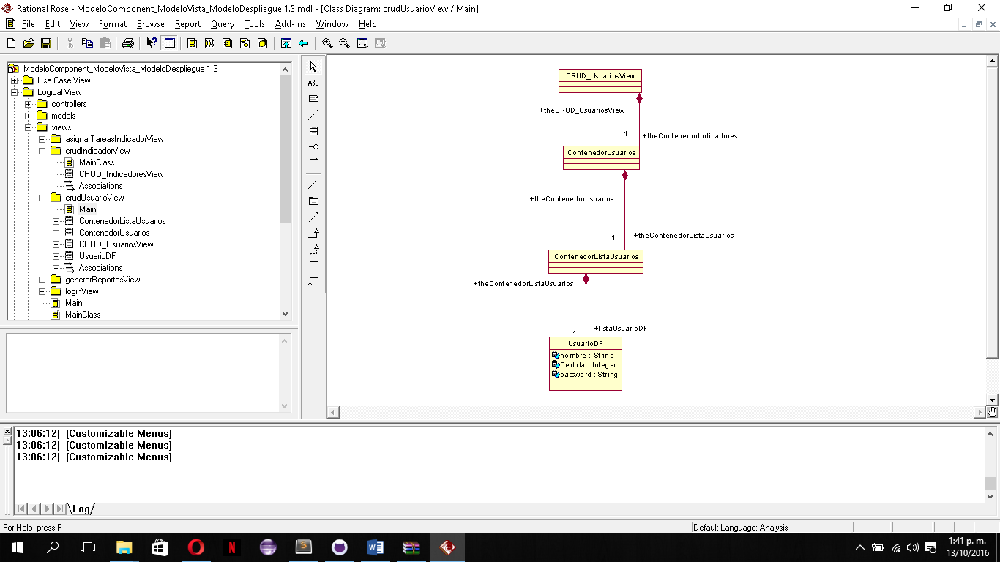 Rational Rose - ModeloComponent_ModeloVista_ModeloDespliegue 1.3.mdl - [Class Diagram: crudUsuarioView / Main]
File Edit View Format Browse Report Query Tools Add-Ins Window Help
ModeloComponent_ModeloVista_ModeloDespliegue 1.3
Use Case View
Logical View
controllers
models
views
asignarTareasIndicadorView
crudIndicadorView
MainClass
CRUD_IndicadoresView
Associations
crudUsuarioView
Main
ContenedorListaUsuarios
ContenedorUsuarios
CRUD_UsuariosView
UsuarioDF
Associations
generarReportesView
loginView
Main
MainClass
ABC
CRUD_UsuariosView
+theCRUD_UsuariosView
1
+theContenedorIndicadores
ContenedorUsuarios
+theContenedorUsuarios
1
+theContenedorListaUsuarios
ContenedorListaUsuarios
+theContenedorListaUsuarios
*
+listaUsuarioDF
UsuarioDF
nombre : String
Cedula : Integer
password : String
13:06:12| [Customizable Menus]
13:06:12| [Customizable Menus]
13:06:12| [Customizable Menus]
Log
For Help, press F1
Default Language: Analysis
1:41 p. m.
13/10/2016